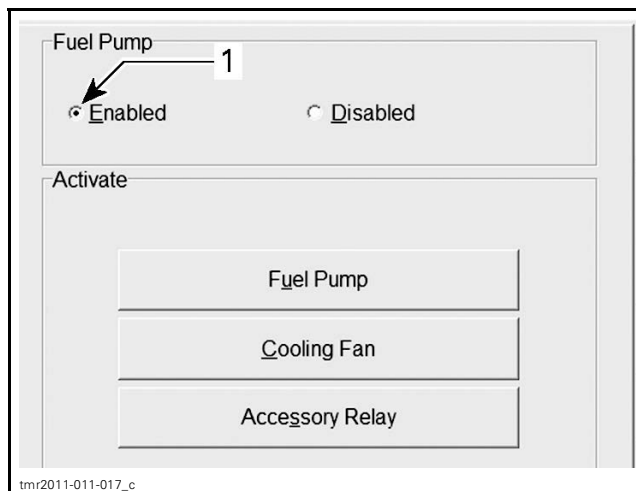 Fuel Pump
1
Enabled Disabled
Activate
Fuel Pump
Cooling Fan
Accessory Relay
tmr2011-011-017_c